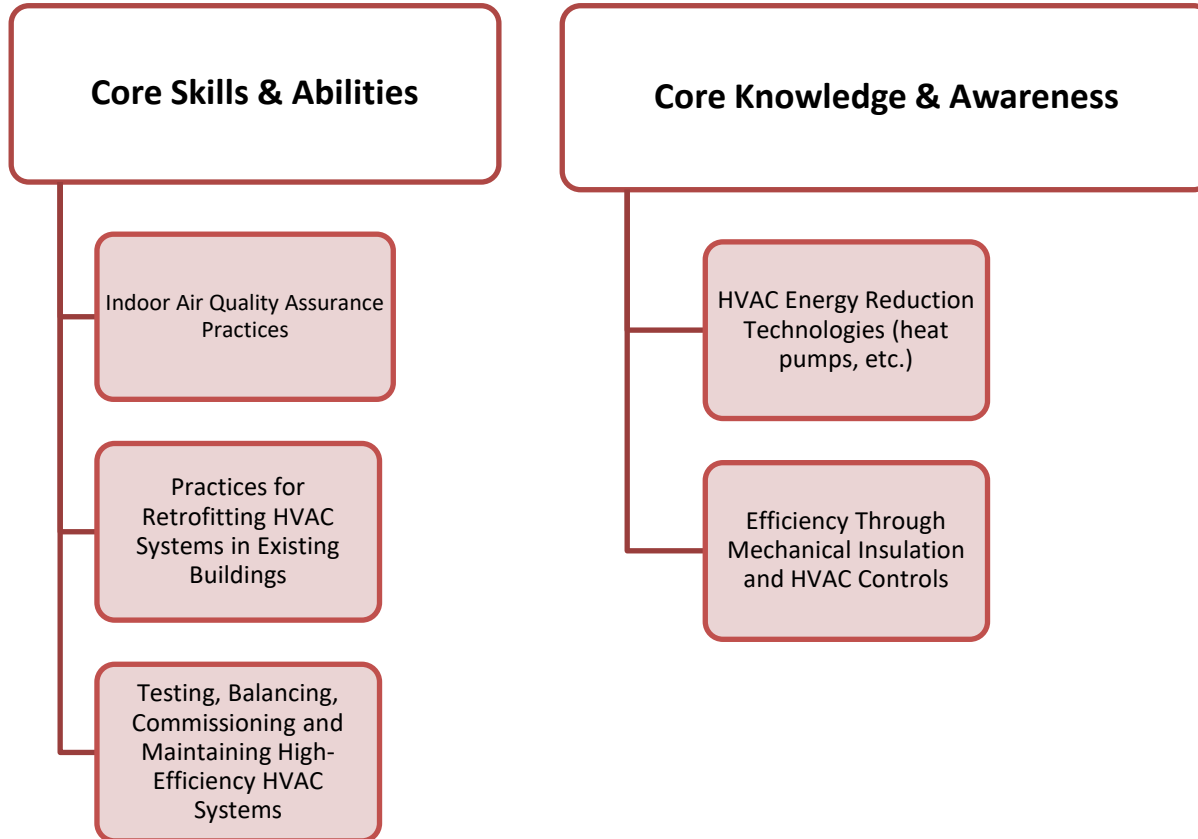 Core Skills & Abilities
Indoor Air Quality Assurance
Practices
Practices for
Retrofitting HVAC
Systems in Existing
Buildings
Testing, Balancing,
Commissioning and
Maintaining High-
Efficiency HVAC
Systems
Core Knowledge & Awareness
HVAC Energy Reduction
Technologies (heat
pumps, etc.)
Efficiency Through
Mechanical Insulation
and HVAC Controls